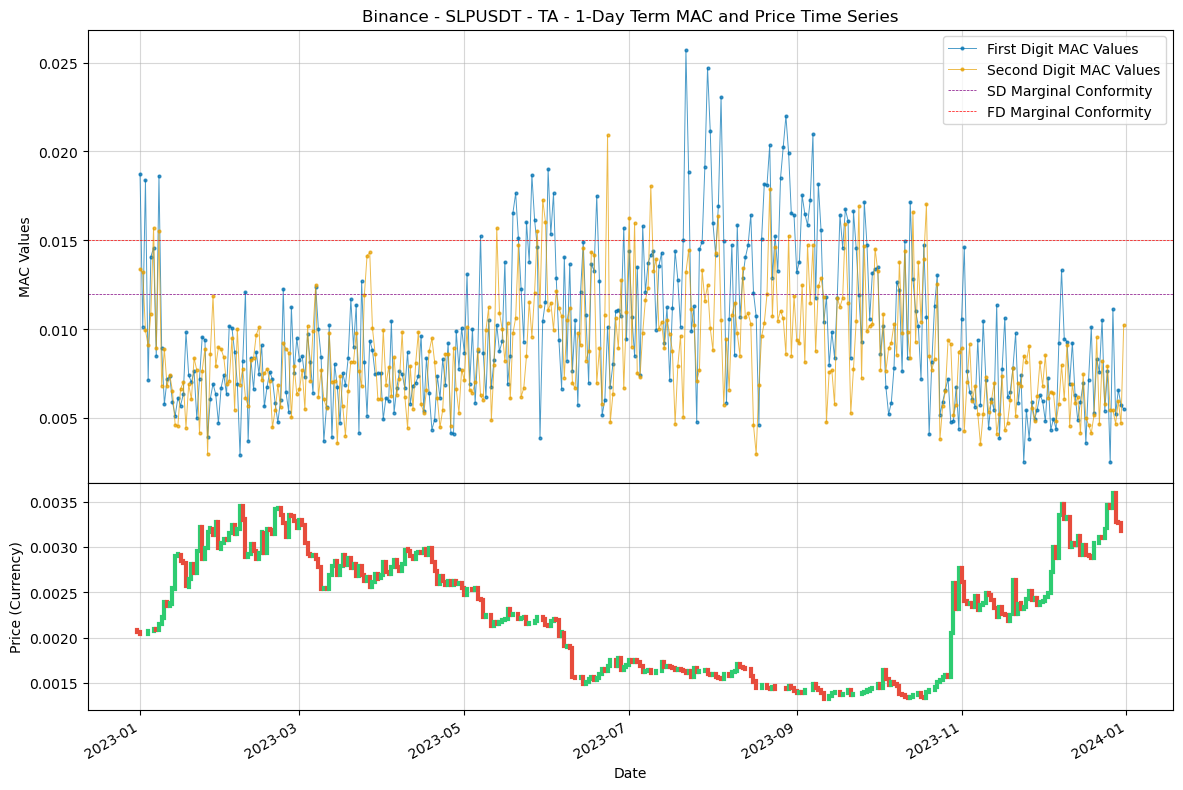 Binance - SLPUSDT - TA - 1-Day Term MAC and Price Time Series
First Digit MAC Values
Second Digit MAC Values
SD Marginal Conformity
FD Marginal Conformity
MAC Values
0.025
0.020
0.015
0.010
0.005
Price (Currency)
0.0035
0.0030
0.0025
0.0020
0.0015
2023-01
2023-03
2023-05
2023-07
2023-09
2023-11
2024-01
Date